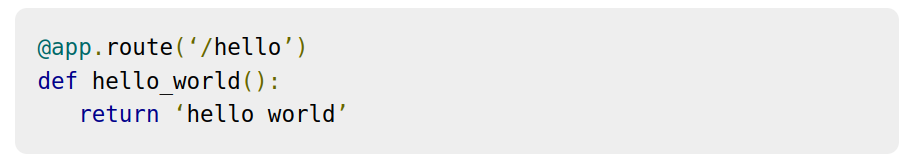 @app.route(‘/hello’)
def hello_world():
   return ‘hello world’